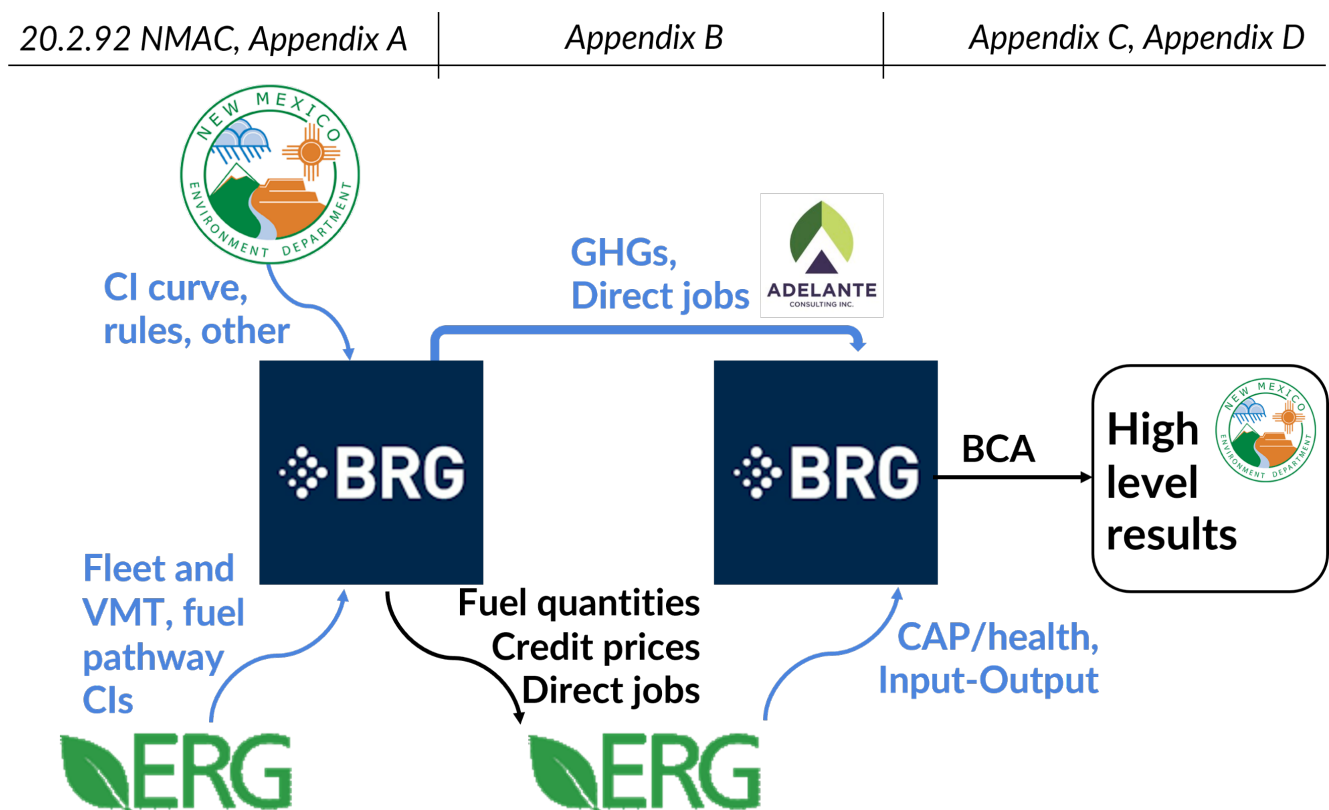 20.2.92 NMAC, Appendix A
Appendix B
Appendix C, Appendix D
NEW MEXICO
ENVIRONMENT DEPARTMENT
CI curve,
rules, other
GHGs,
Direct jobs
ADELANTE
CONSULTING INC.
BRG
BRG
BCA
High
level
results
NEW MEXICO
ENVIRONMENT DEPARTMENT
Fleet and
VMT, fuel
pathway
CIs
Fuel quantities
Credit prices
Direct jobs
CAP/health,
Input-Output
ERG
ERG